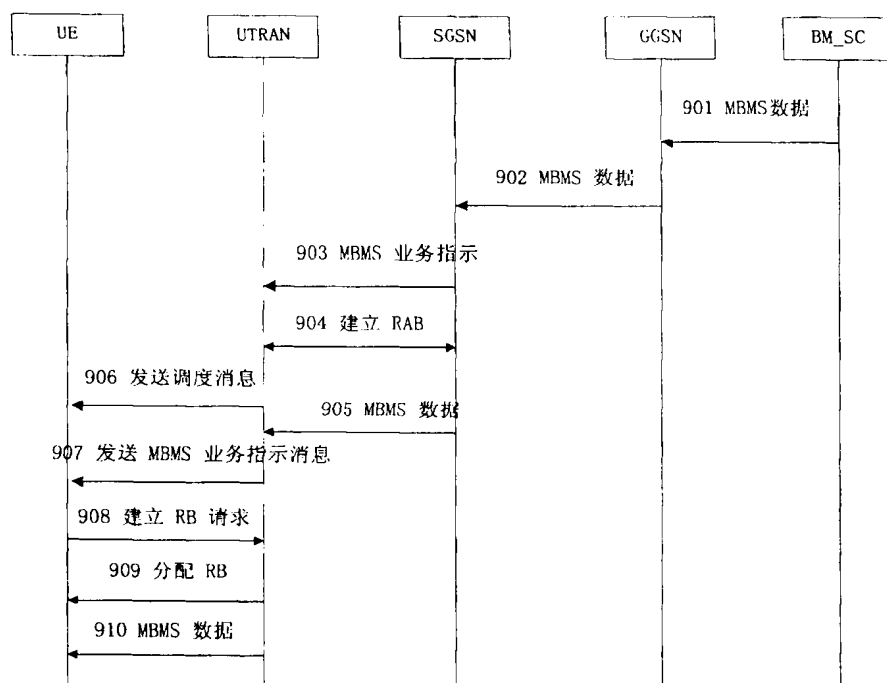 UE
UTRAN
SGSN
GGSN
BM_SC
901 MBMS数据
902 MBMS 数据
903 MBMS 业务指示
904 建立 RAB
906 发送调度消息
905 MBMS 数据
907 发送 MBMS 业务指示消息
908 建立 RB 请求
909 分配 RB
910 MBMS 数据